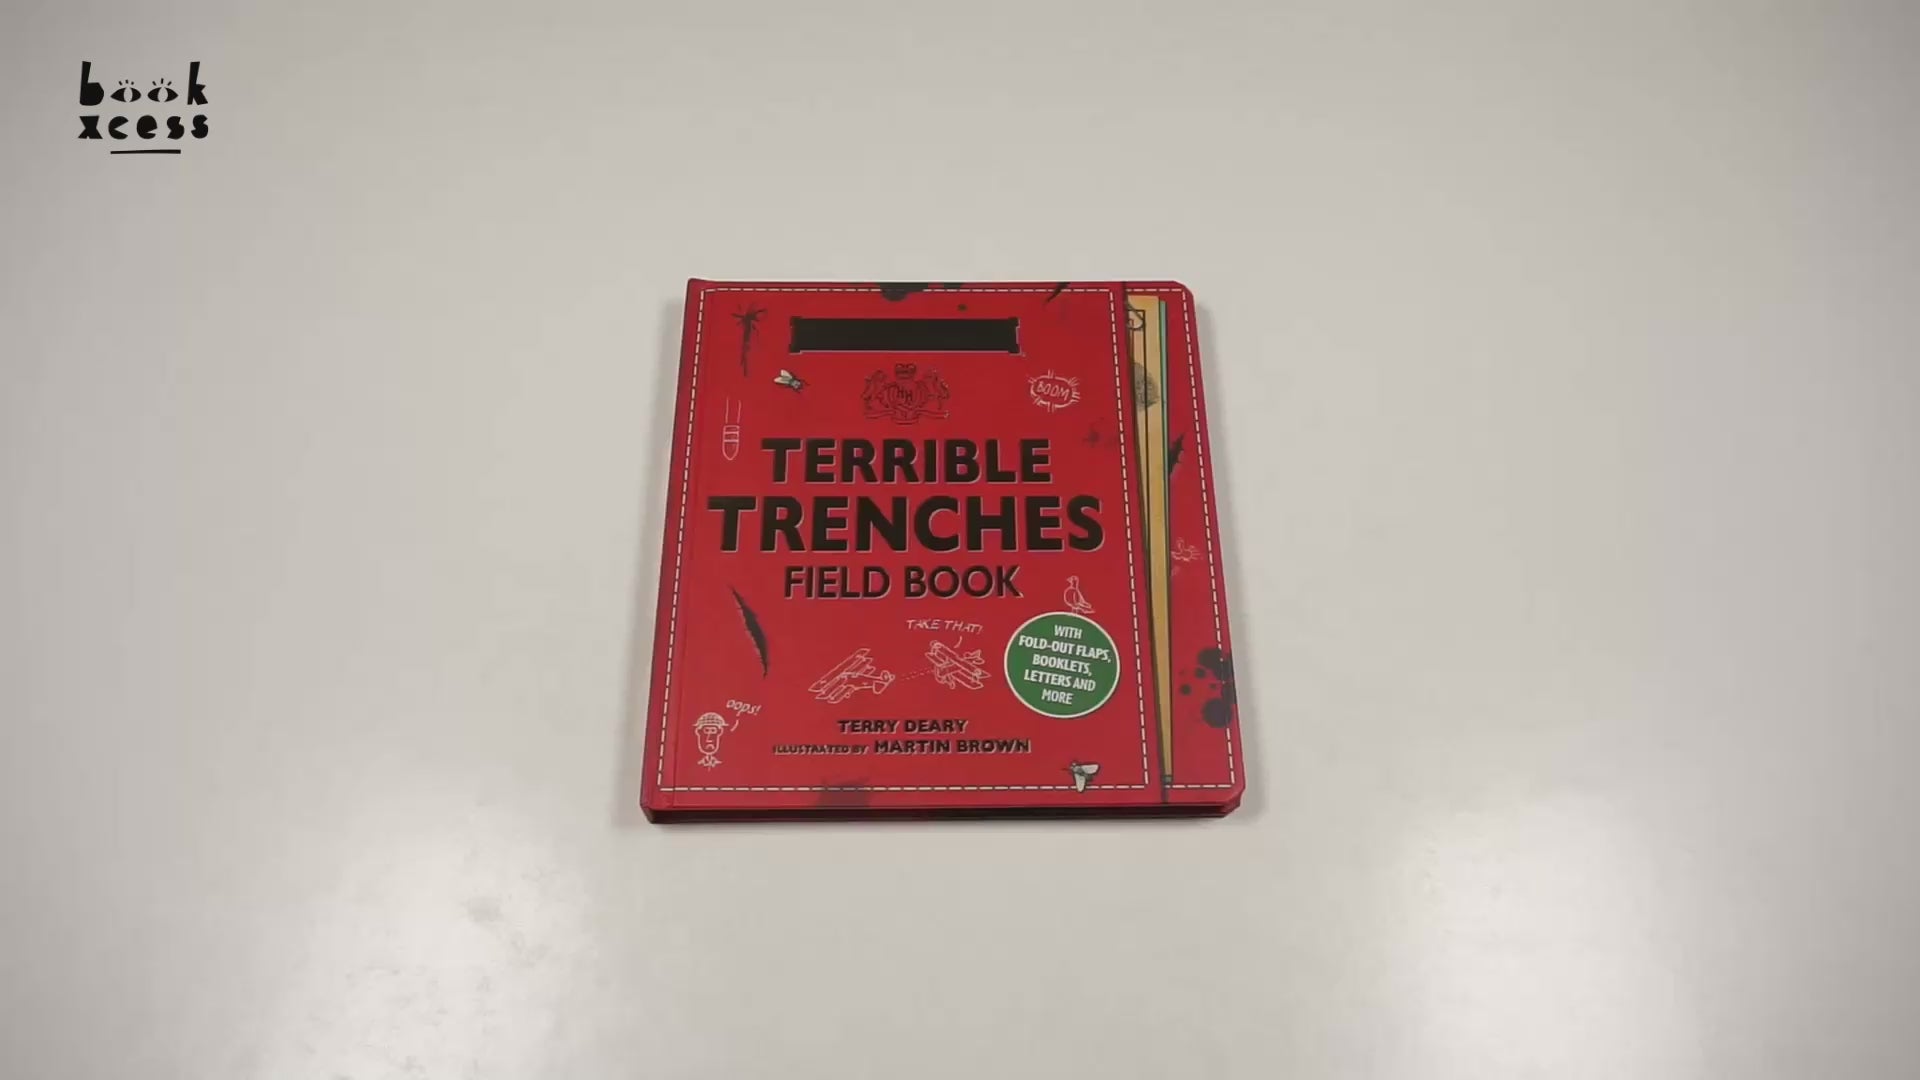 book
xcess
BOOM
HH
TERRIBLE
TRENCHES
FIELD BOOK
TAKE THAT!
WITH
FOLD-OUT FLAPS,
BOOKLETS,
LETTERS AND
MORE
OOPS!
TERRY DEARY
ILLUSTRATED BY MARTIN BROWN